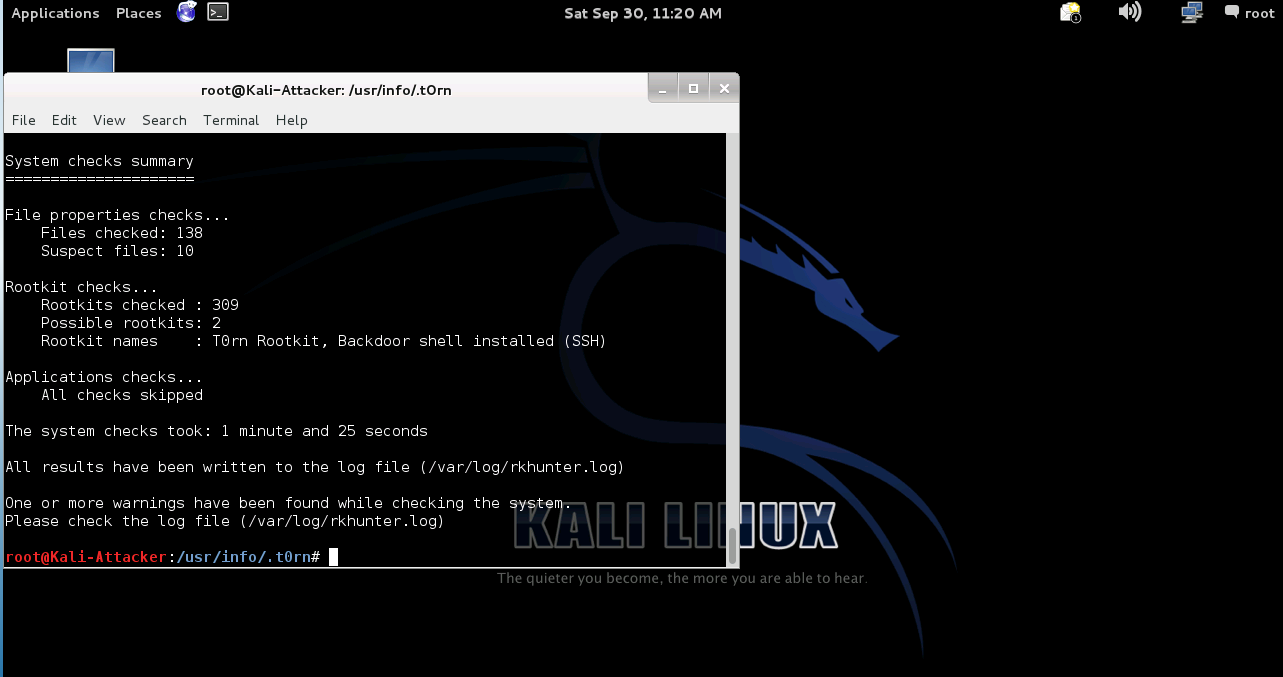 Applications Places Sat Sep 30, 11:20 AM 1 root
root@Kali-Attacker: /usr/info/.t0rn
File Edit View Search Terminal Help
System checks summary
=====================
File properties checks...
Files checked: 138
Suspect files: 10
Rootkit checks...
Rootkits checked : 309
Possible rootkits: 2
Rootkit names    : T0rn Rootkit, Backdoor shell installed (SSH)
Applications checks...
All checks skipped
The system checks took: 1 minute and 25 seconds
All results have been written to the log file (/var/log/rkhunter.log)
One or more warnings have been found while checking the system.
Please check the log file (/var/log/rkhunter.log)
root@Kali-Attacker:/usr/info/.t0rn#
KALI LINUX
The quieter you become, the more you are able to hear.